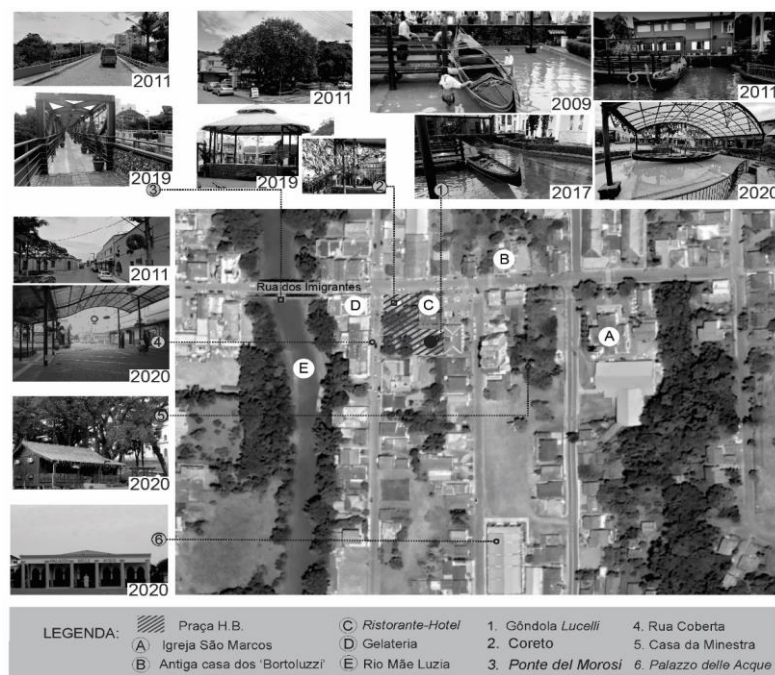 2011
2011
2009
2011
2019
2019
2017
2020
3
2
1
2011
B
Rua dos Imigrantes
D
C
4
2020
E
A
5
2020
6
2020
LEGENDA:
Praça H.B.
A Igreja São Marcos
B Antiga casa dos 'Bortoluzzi'
C Ristorante-Hotel
D Gelateria
E Rio Mãe Luzia
1. Gôndola Lucelli
2. Coreto
3. Ponte del Morosi
4. Rua Coberta
5. Casa da Minestra
6. Palazzo delle Acque